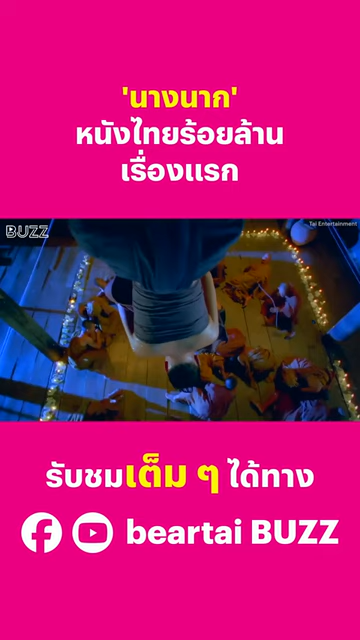 'นางนาก'
หนังไทยร้อยล้าน
เรื่องแรก
BUZZ
Tai Entertainment
รับชมเต็ม ๆ ได้ทาง
beartai BUZZ